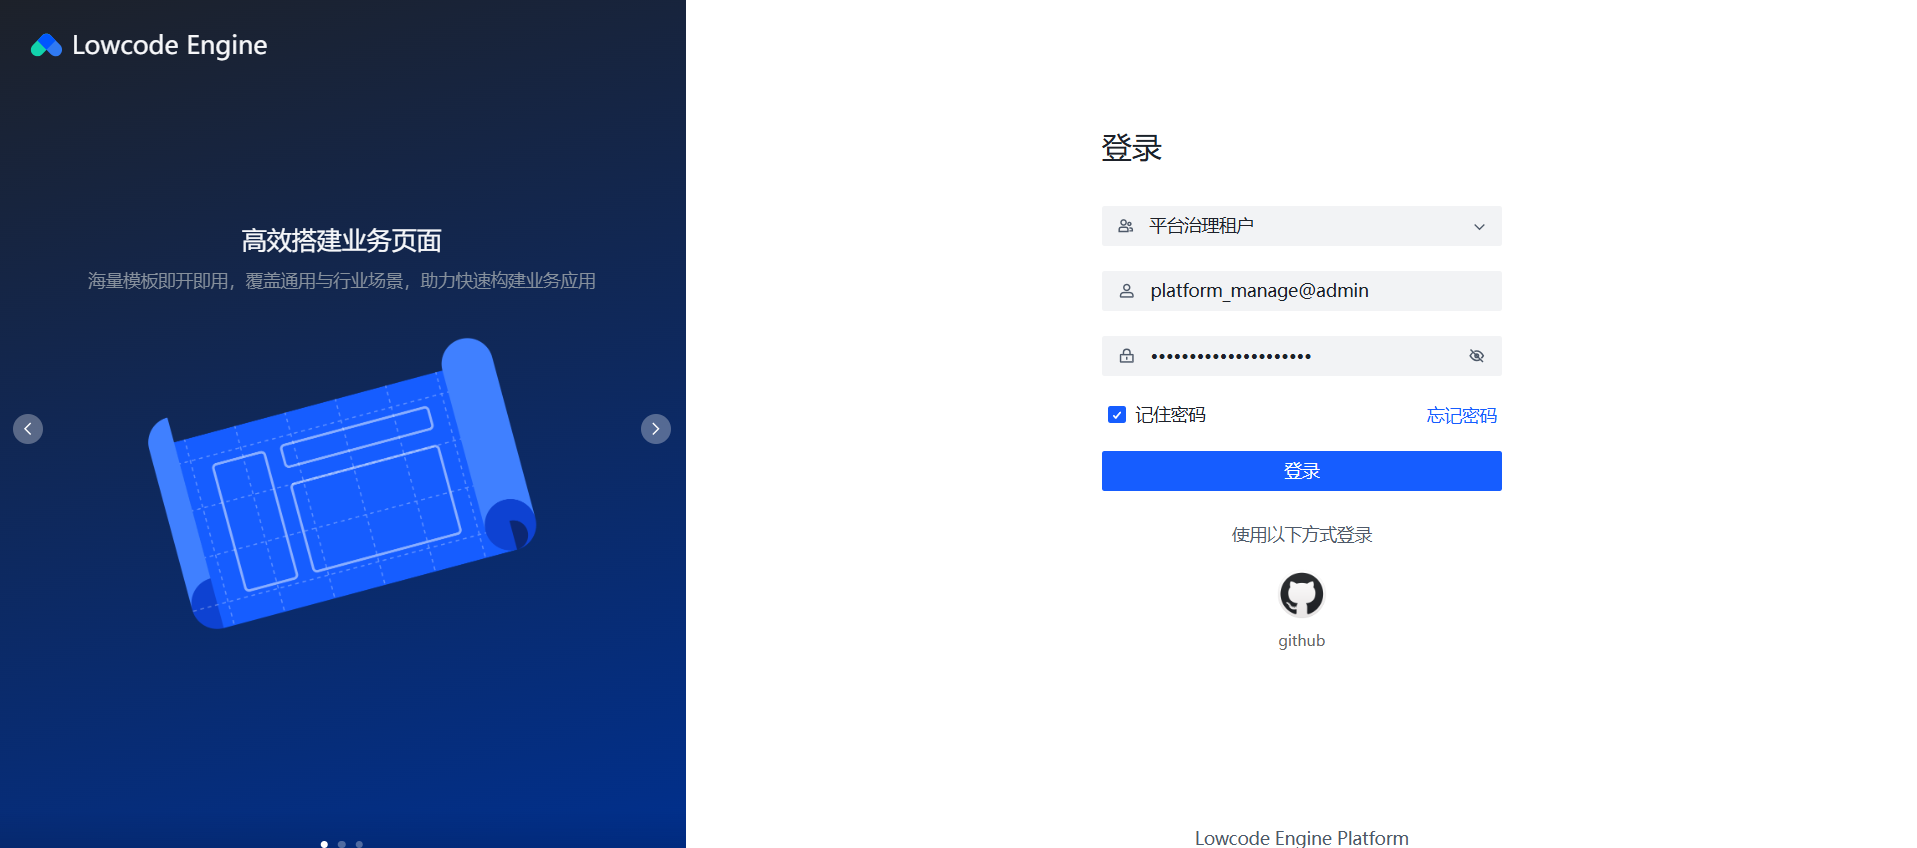 Lowcode Engine
高效搭建业务页面
海量模板即开即用，覆盖通用与行业场景，助力快速构建业务应用
登录
平台治理租户
platform_manage@admin
•••••••••••••••••••••
记住密码
忘记密码
登录
使用以下方式登录
github
Lowcode Engine Platform